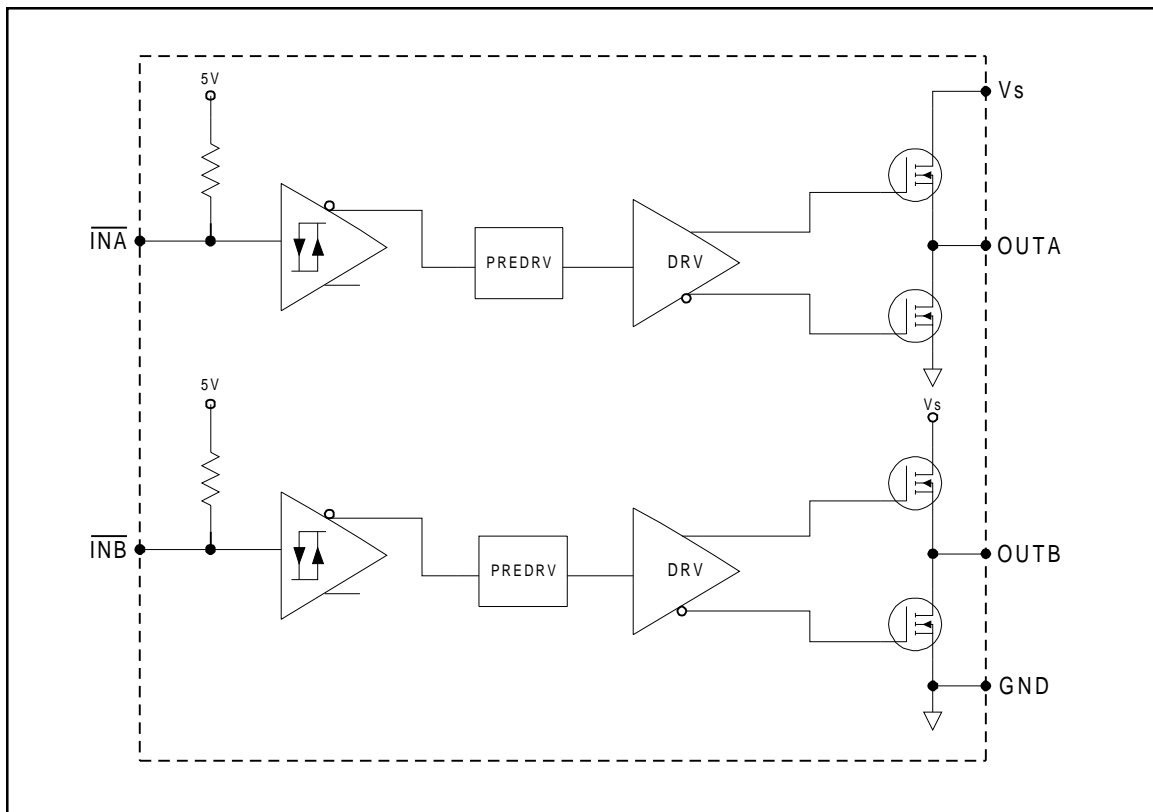 5V
Vs
INA
PREDRV
DRV
OUTA
5V
Vs
INB
PREDRV
DRV
OUTB
GND